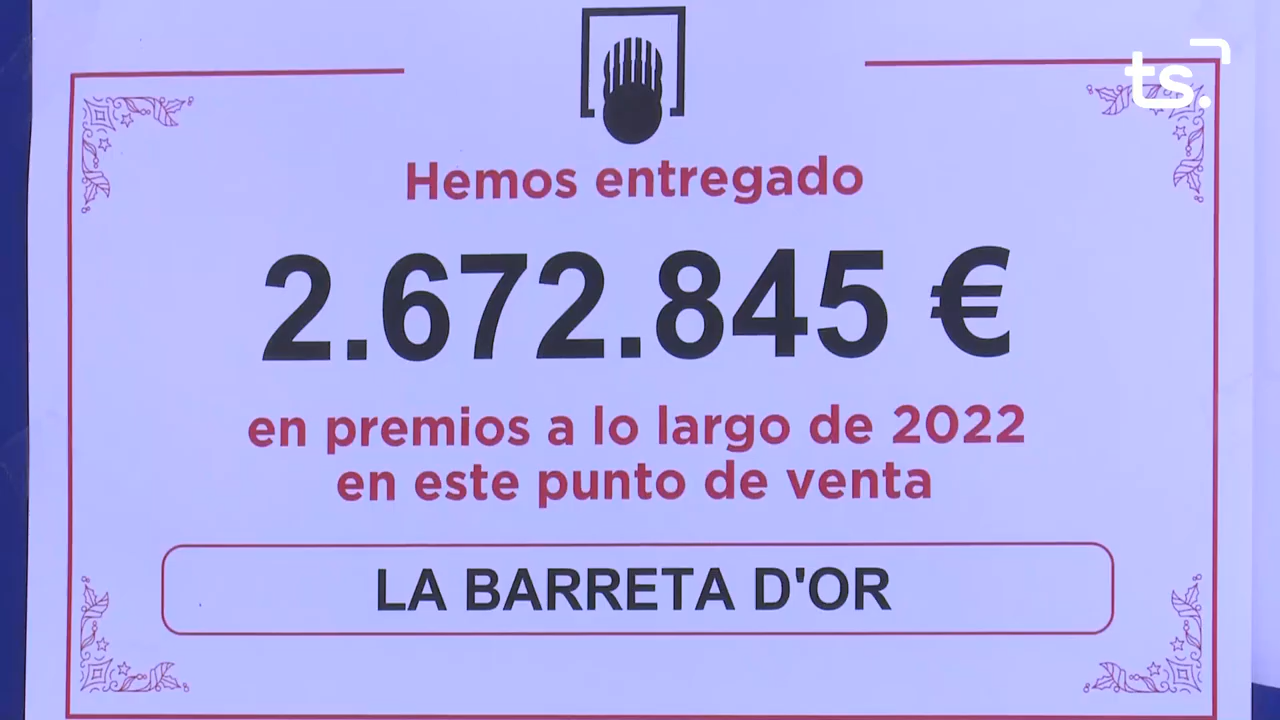 ts.
Hemos entregado
2.672.845 €
en premios a lo largo de 2022
en este punto de venta
LA BARRETA D'OR